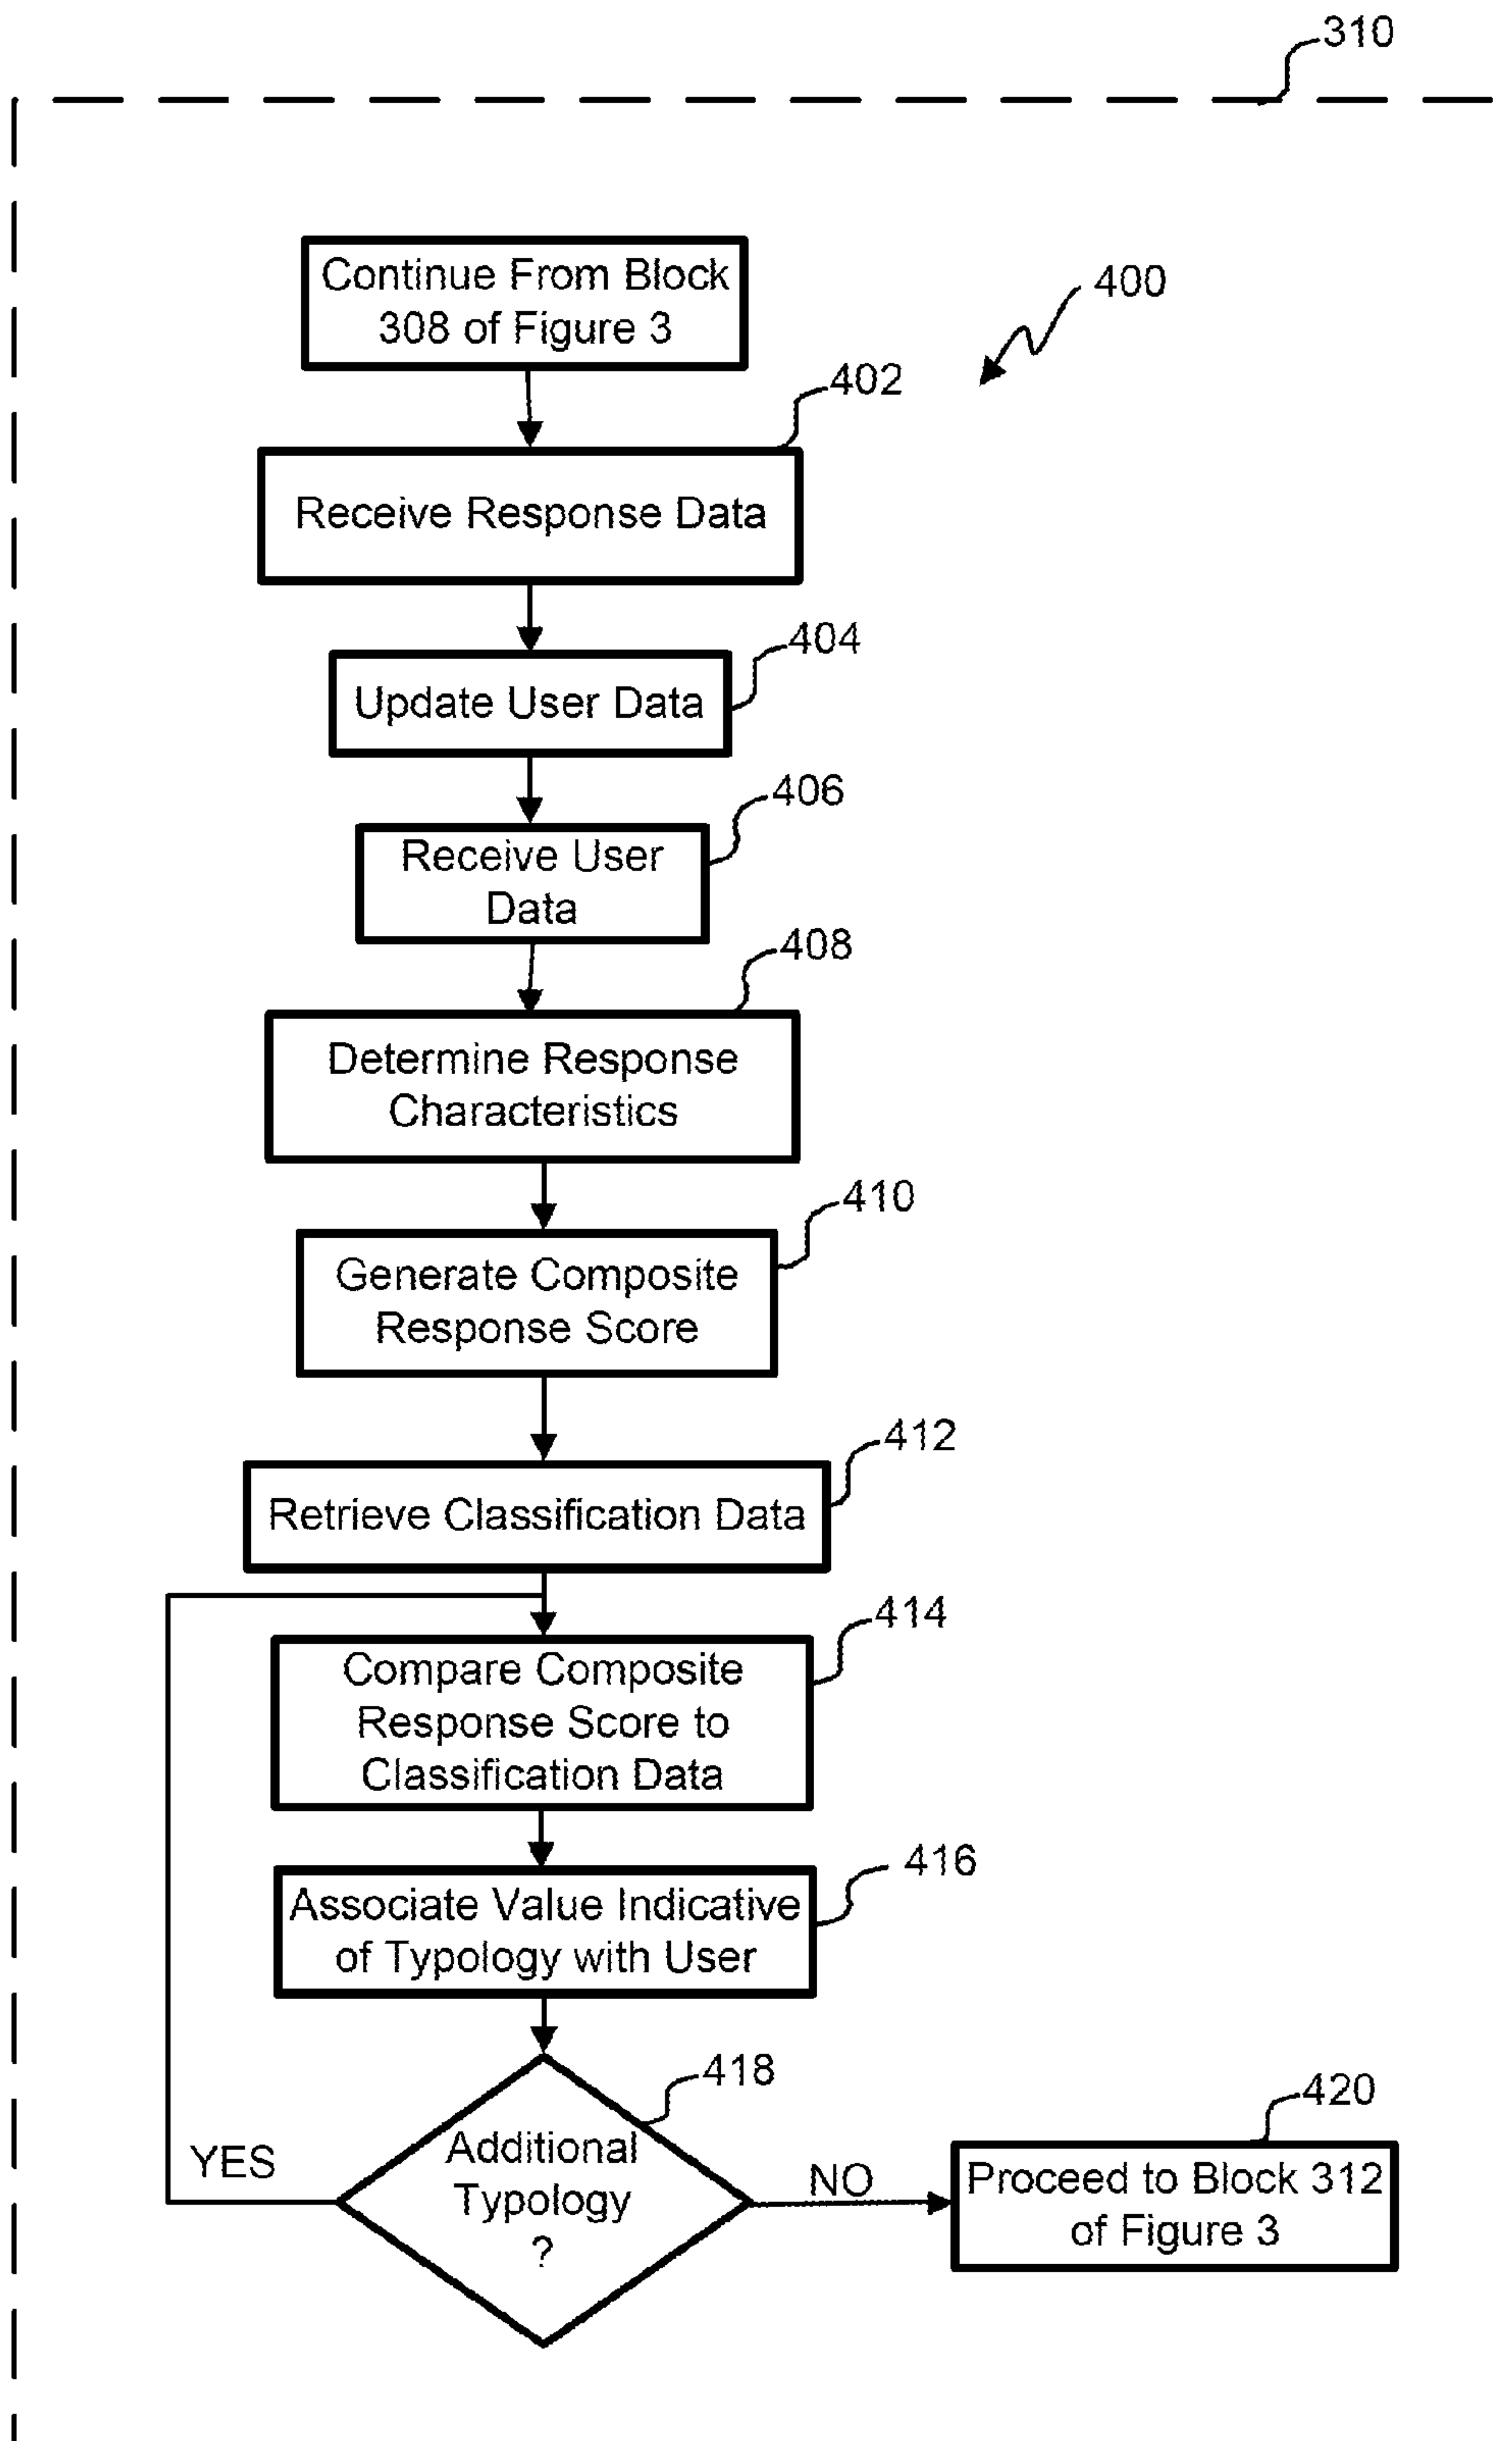 310
Continue From Block
308 of Figure 3
400
402
Receive Response Data
404
Update User Data
406
Receive User
Data
408
Determine Response
Characteristics
410
Generate Composite
Response Score
412
Retrieve Classification Data
414
Compare Composite
Response Score to
Classification Data
416
Associate Value Indicative
of Typology with User
418
Additional
Typology
?
YES
NO
420
Proceed to Block 312
of Figure 3